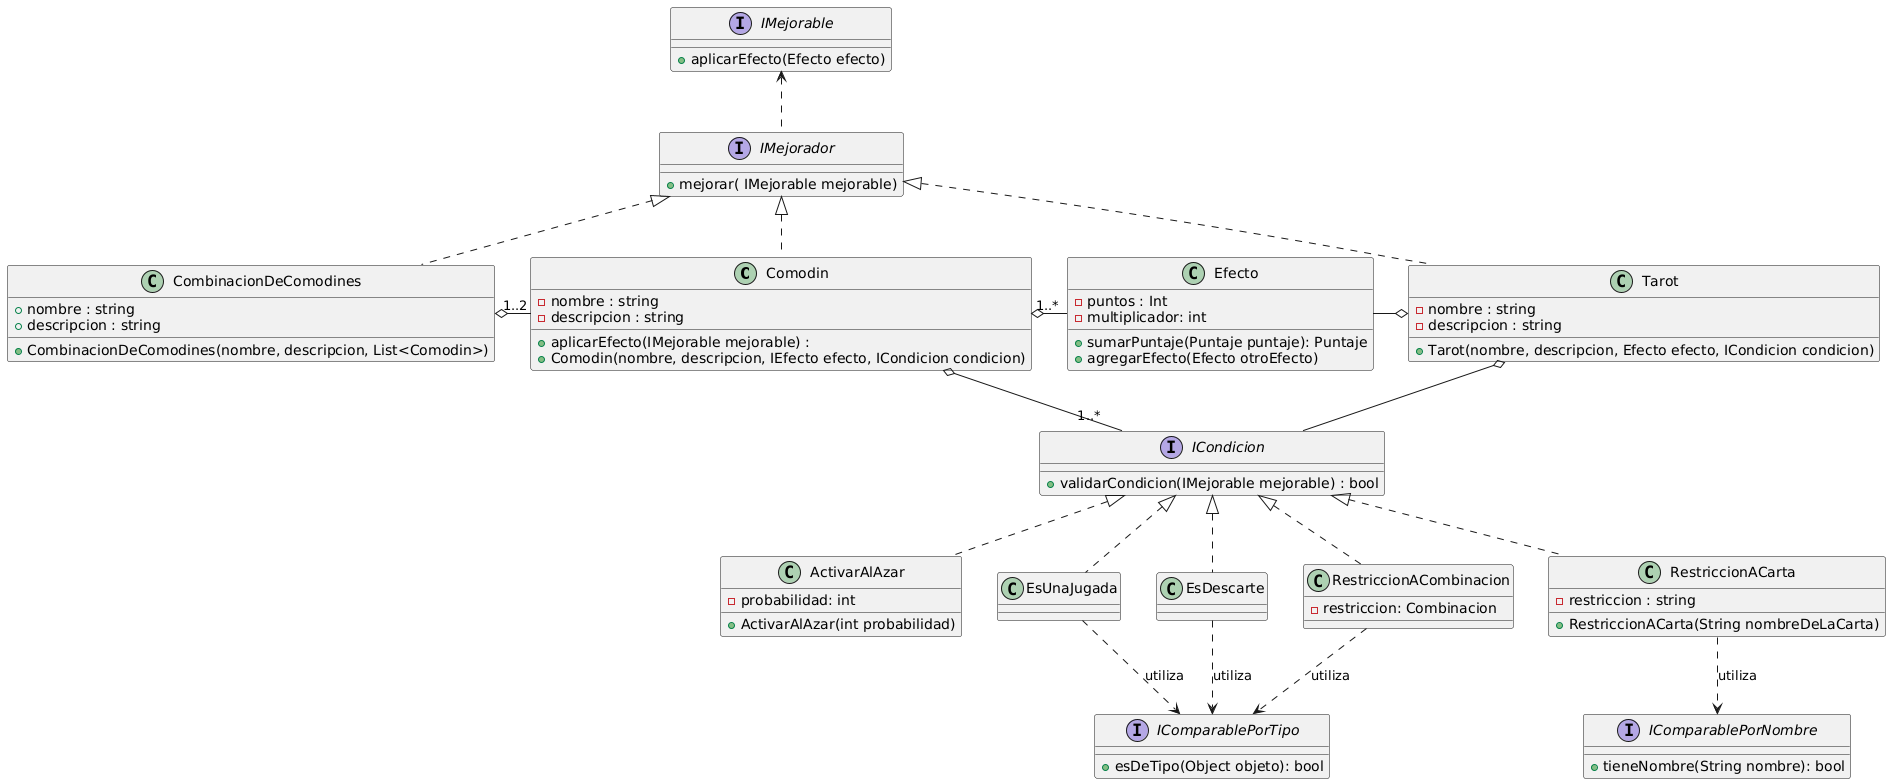 I IMejorable
+ aplicarEfecto(Efecto efecto)
I IMejorador
+ mejorar( IMejorable mejorable)
C CombinacionDeComodines
nombre : string
descripcion : string
CombinacionDeComodines(nombre, descripcion, List<Comodin>)
1..2
C Comodin
nombre : string
descripcion : string
aplicarEfecto(IMejorable mejorable) :
Comodin(nombre, descripcion, IEfecto efecto, ICondicion condicion)
1..*
C Efecto
puntos : Int
multiplicador: int
sumarPuntaje(Puntaje puntaje): Puntaje
agregarEfecto(Efecto otroEfecto)
C Tarot
nombre : string
descripcion : string
Tarot(nombre, descripcion, Efecto efecto, ICondicion condicion)
1..*
I ICondicion
validarCondicion(IMejorable mejorable) : bool
C ActivarAlAzar
probabilidad: int
ActivarAlAzar(int probabilidad)
C EsUnaJugada
C EsDescarte
C RestriccionACombinacion
restriccion: Combinacion
C RestriccionACarta
restriccion : string
RestriccionACarta(String nombreDeLaCarta)
utiliza
utiliza
utiliza
utiliza
I IComparablePorTipo
esDeTipo(Object objeto): bool
I IComparablePorNombre
tieneNombre(String nombre): bool